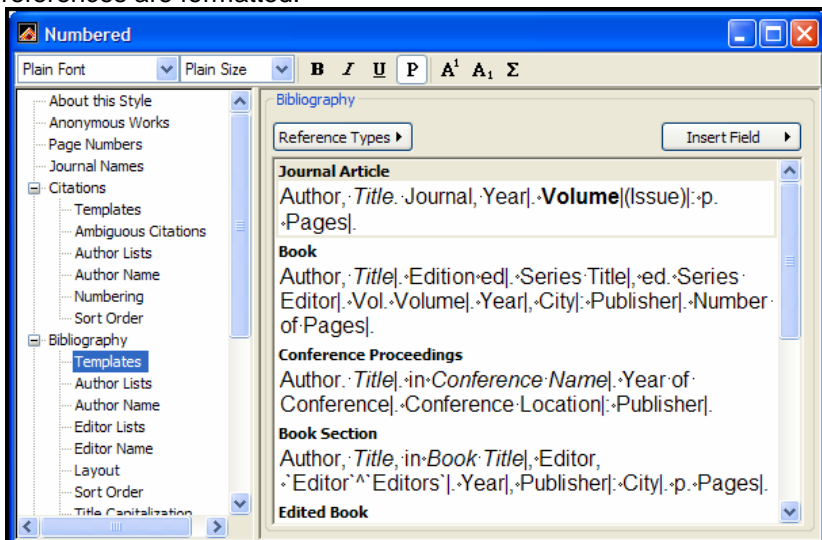 references are formatted.
Numbered
Plain Font Plain Size B I U P A1 A1 Σ
About this Style
Anonymous Works
Page Numbers
Journal Names
Citations
Templates
Ambiguous Citations
Author Lists
Author Name
Numbering
Sort Order
Bibliography
Templates
Author Lists
Author Name
Editor Lists
Editor Name
Layout
Sort Order
Title Capitalization
Bibliography
Reference Types Insert Field
Journal Article
Author,·Title.·Journal,·Year|.◦Volume|(Issue)|:◦p.
◦Pages|.
Book
Author,·Title|.◦Edition◦ed|.◦Series·Title|,◦ed.◦Series·
Editor|.◦Vol.◦Volume|.◦Year|,◦City|:◦Publisher|.◦Number·
of·Pages|.
Conference Proceedings
Author.·Title|.◦in◦Conference·Name|.◦Year·of·
Conference|.◦Conference·Location|:◦Publisher|.
Book Section
Author,·Title,·in◦Book·Title|,◦Editor,
◦`Editor`^`Editors`|.◦Year|,◦Publisher|:◦City|.◦p.◦Pages|.
Edited Book